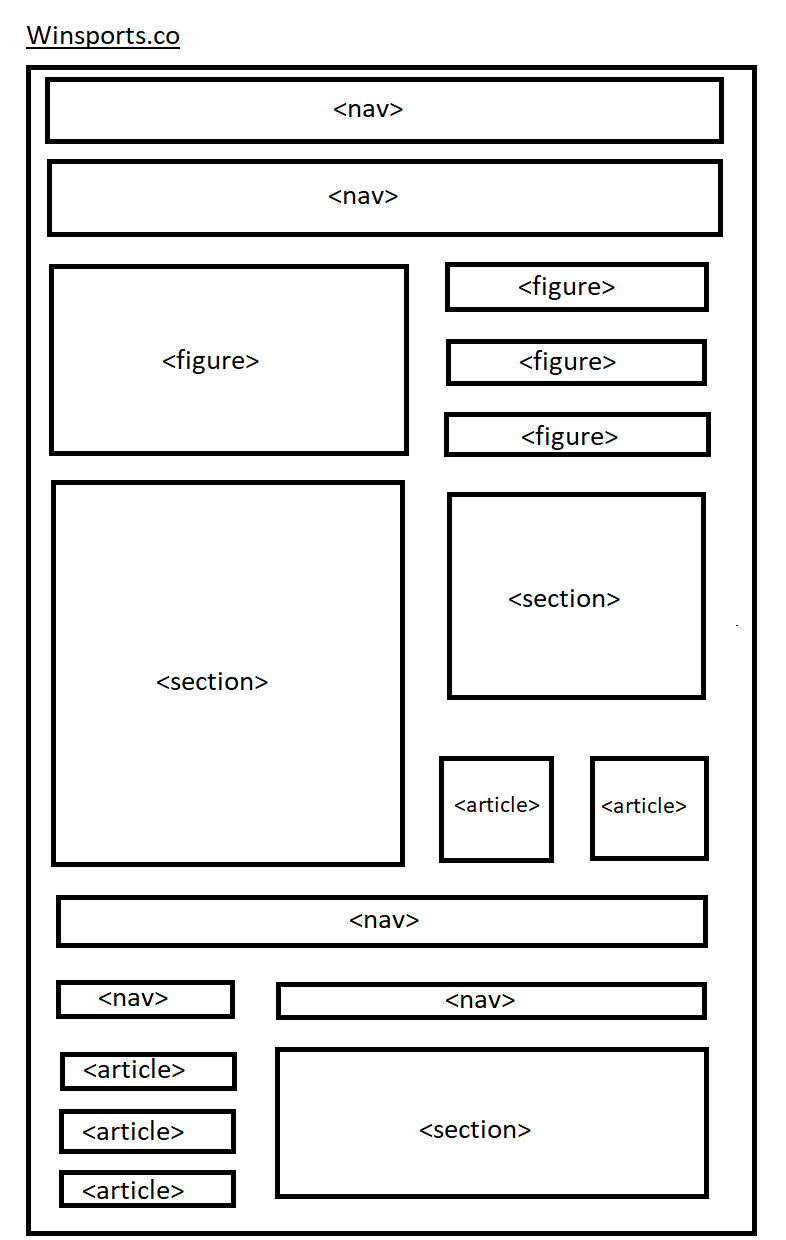 Winsports.co
<nav>
<nav>
<figure>
<figure>
<figure>
<figure>
<section>
<section>
<article> <article>
<nav>
<nav> <nav>
<article>
<article>
<article>
<section>